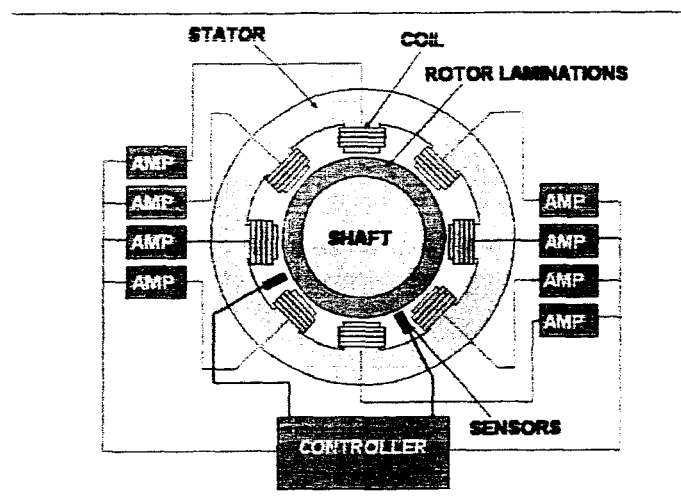 STATOR
COIL
ROTOR LAMINATIONS
AMP
AMP
AMP
AMP
SHAFT
AMP
AMP
AMP
AMP
SENSORS
CONTROLLER